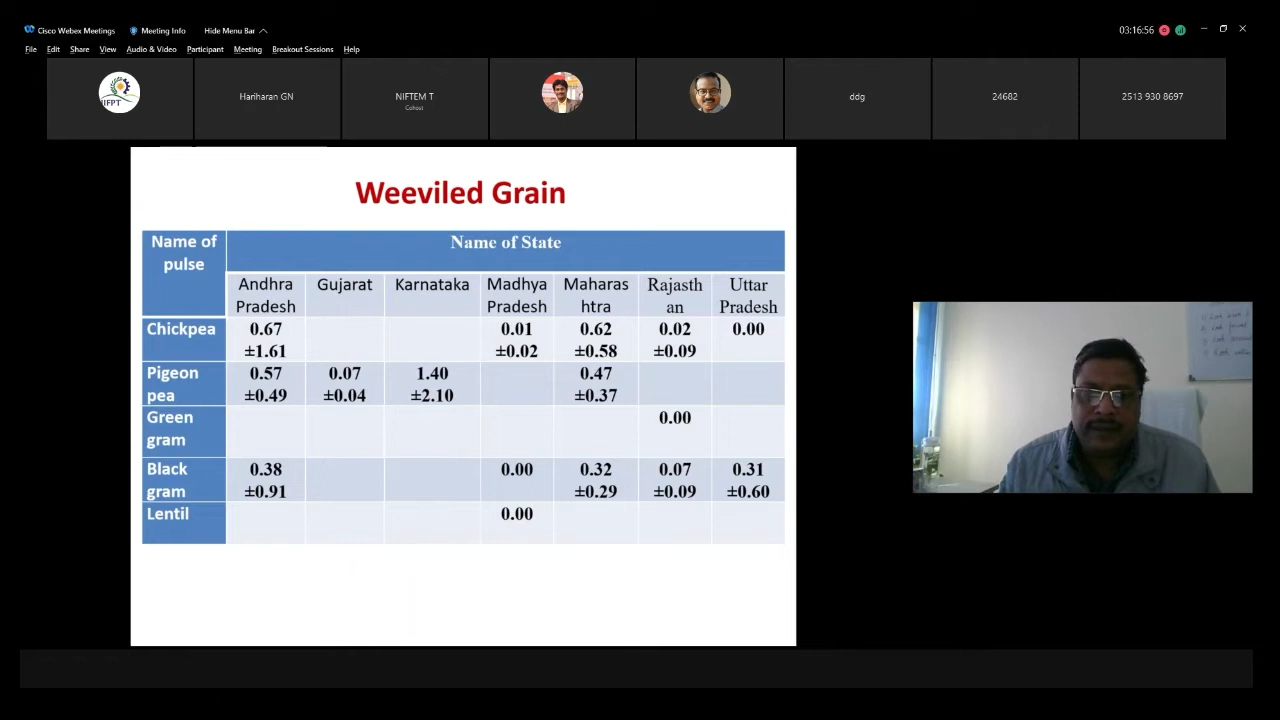 Cisco Webex Meetings Meeting Info Hide Menu Bar 03:16:56
File Edit Share View Audio & Video Participant Meeting Breakout Sessions Help
Hariharan GN NIFTEM T ddg 24682 2513 930 8697
Cohost
Weeviled Grain
Name of pulse Name of State
Andhra Pradesh Gujarat Karnataka Madhya Pradesh Maharas htra Rajasth an Uttar Pradesh
Chickpea 0.67 ±1.61 0.01 ±0.02 0.62 ±0.58 0.02 ±0.09 0.00
Pigeon pea 0.57 ±0.49 0.07 ±0.04 1.40 ±2.10 0.47 ±0.37
Green gram 0.00
Black gram 0.38 ±0.91 0.00 0.32 ±0.29 0.07 ±0.09 0.31 ±0.60
Lentil 0.00